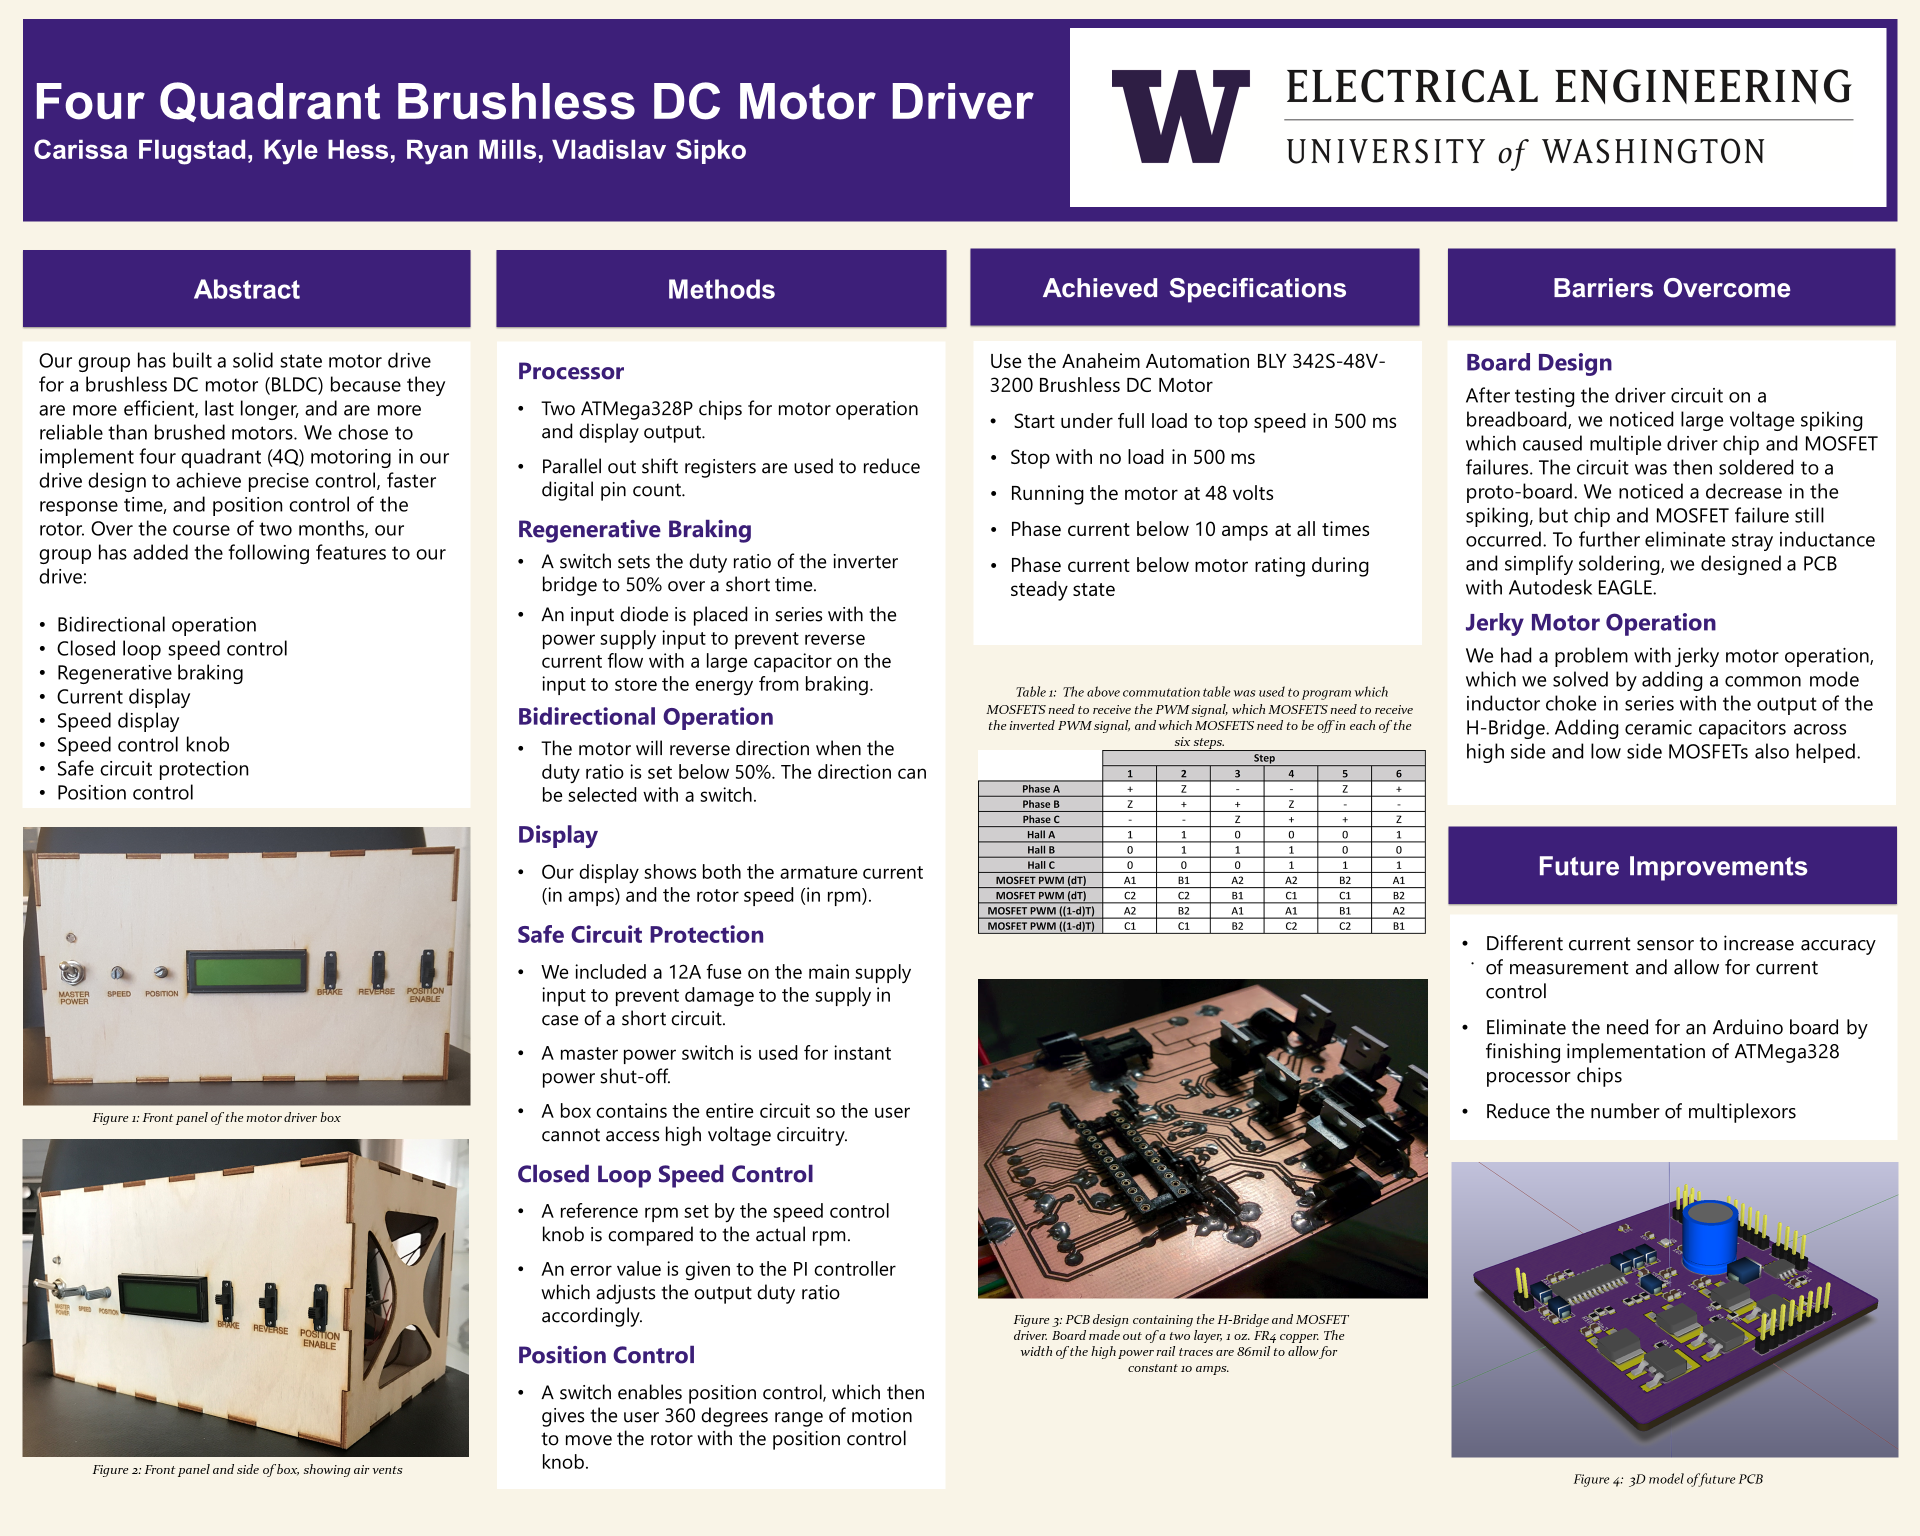 Four Quadrant Brushless DC Motor Driver
Carissa Flugstad, Kyle Hess, Ryan Mills, Vladislav Sipko
W
ELECTRICAL ENGINEERING
UNIVERSITY of WASHINGTON
Abstract
Our group has built a solid state motor drive
for a brushless DC motor (BLDC) because they
are more efficient, last longer, and are more
reliable than brushed motors. We chose to
implement four quadrant (4Q) motoring in our
drive design to achieve precise control, faster
response time, and position control of the
rotor. Over the course of two months, our
group has added the following features to our
drive:
• Bidirectional operation
• Closed loop speed control
• Regenerative braking
• Current display
• Speed display
• Speed control knob
• Safe circuit protection
• Position control
MASTER POWER SPEED POSITION BRAKE REVERSE POSITION ENABLE
Figure 1: Front panel of the motor driver box
MASTER POWER SPEED POSITION BRAKE REVERSE POSITION ENABLE
Figure 2: Front panel and side of box, showing air vents
Methods
Processor
• Two ATMega328P chips for motor operation
and display output.
• Parallel out shift registers are used to reduce
digital pin count.
Regenerative Braking
• A switch sets the duty ratio of the inverter
bridge to 50% over a short time.
• An input diode is placed in series with the
power supply input to prevent reverse
current flow with a large capacitor on the
input to store the energy from braking.
Bidirectional Operation
• The motor will reverse direction when the
duty ratio is set below 50%. The direction can
be selected with a switch.
Display
• Our display shows both the armature current
(in amps) and the rotor speed (in rpm).
Safe Circuit Protection
• We included a 12A fuse on the main supply
input to prevent damage to the supply in
case of a short circuit.
• A master power switch is used for instant
power shut-off.
• A box contains the entire circuit so the user
cannot access high voltage circuitry.
Closed Loop Speed Control
• A reference rpm set by the speed control
knob is compared to the actual rpm.
• An error value is given to the PI controller
which adjusts the output duty ratio
accordingly.
Position Control
• A switch enables position control, which then
gives the user 360 degrees range of motion
to move the rotor with the position control
knob.
Achieved Specifications
Use the Anaheim Automation BLY 342S-48V-
3200 Brushless DC Motor
• Start under full load to top speed in 500 ms
• Stop with no load in 500 ms
• Running the motor at 48 volts
• Phase current below 10 amps at all times
• Phase current below motor rating during
steady state
Table 1: The above commutation table was used to program which
MOSFETS need to receive the PWM signal, which MOSFETS need to receive
the inverted PWM signal, and which MOSFETS need to be off in each of the
six steps.
Step
1 2 3 4 5 6
Phase A + Z - - Z +
Phase B Z + + Z - -
Phase C - - Z + + Z
Hall A 1 1 0 0 0 1
Hall B 0 1 1 1 0 0
Hall C 0 0 0 1 1 1
MOSFET PWM (dT) A1 B1 A2 A2 B2 A1
MOSFET PWM (dT) C2 C2 B1 C1 C1 B2
MOSFET PWM ((1-d)T) A2 B2 A1 A1 B1 A2
MOSFET PWM ((1-d)T) C1 C1 B2 C2 C2 B1
Figure 3: PCB design containing the H-Bridge and MOSFET
driver. Board made out of a two layer, 1 oz. FR4 copper. The
width of the high power rail traces are 86mil to allow for
constant 10 amps.
Barriers Overcome
Board Design
After testing the driver circuit on a
breadboard, we noticed large voltage spiking
which caused multiple driver chip and MOSFET
failures. The circuit was then soldered to a
proto-board. We noticed a decrease in the
spiking, but chip and MOSFET failure still
occurred. To further eliminate stray inductance
and simplify soldering, we designed a PCB
with Autodesk EAGLE.
Jerky Motor Operation
We had a problem with jerky motor operation,
which we solved by adding a common mode
inductor choke in series with the output of the
H-Bridge. Adding ceramic capacitors across
high side and low side MOSFETs also helped.
Future Improvements
• Different current sensor to increase accuracy
of measurement and allow for current
control
• Eliminate the need for an Arduino board by
finishing implementation of ATMega328
processor chips
• Reduce the number of multiplexors
Figure 4: 3D model of future PCB